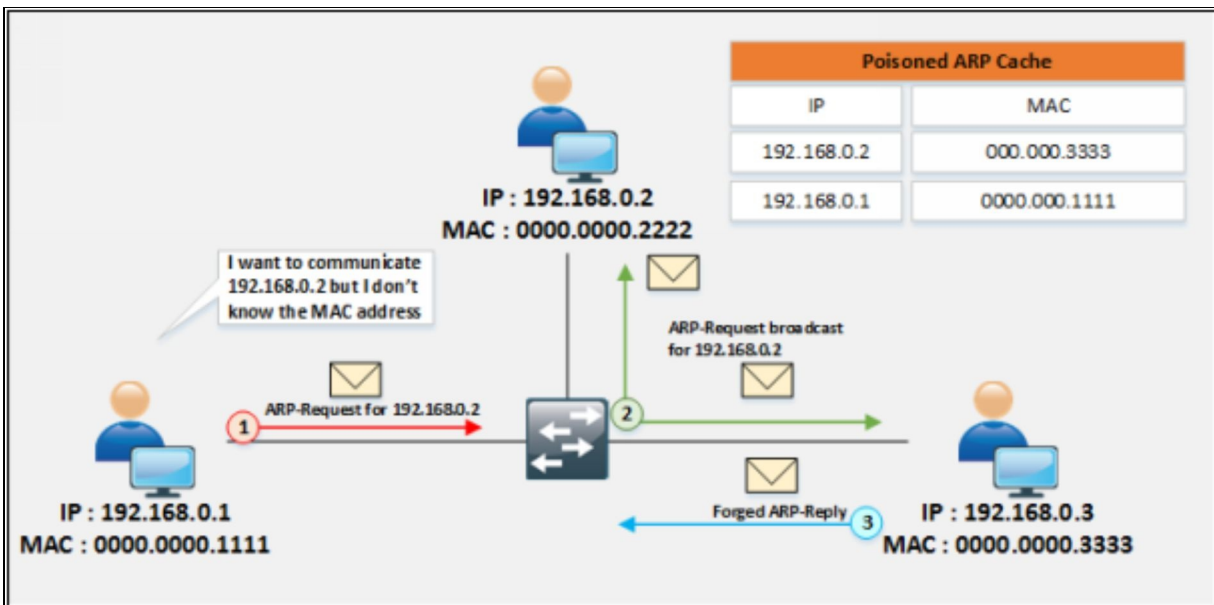 Poisoned ARP Cache
IP MAC
192.168.0.2 000.000.3333
192.168.0.1 0000.000.1111
IP : 192.168.0.2
MAC : 0000.0000.2222
I want to communicate
192.168.0.2 but I don't
know the MAC address
ARP-Request broadcast
for 192.168.0.2
ARP-Request for 192.168.0.2
1
2
Forged ARP-Reply
3
IP : 192.168.0.1
MAC : 0000.0000.1111
IP : 192.168.0.3
MAC : 0000.0000.3333